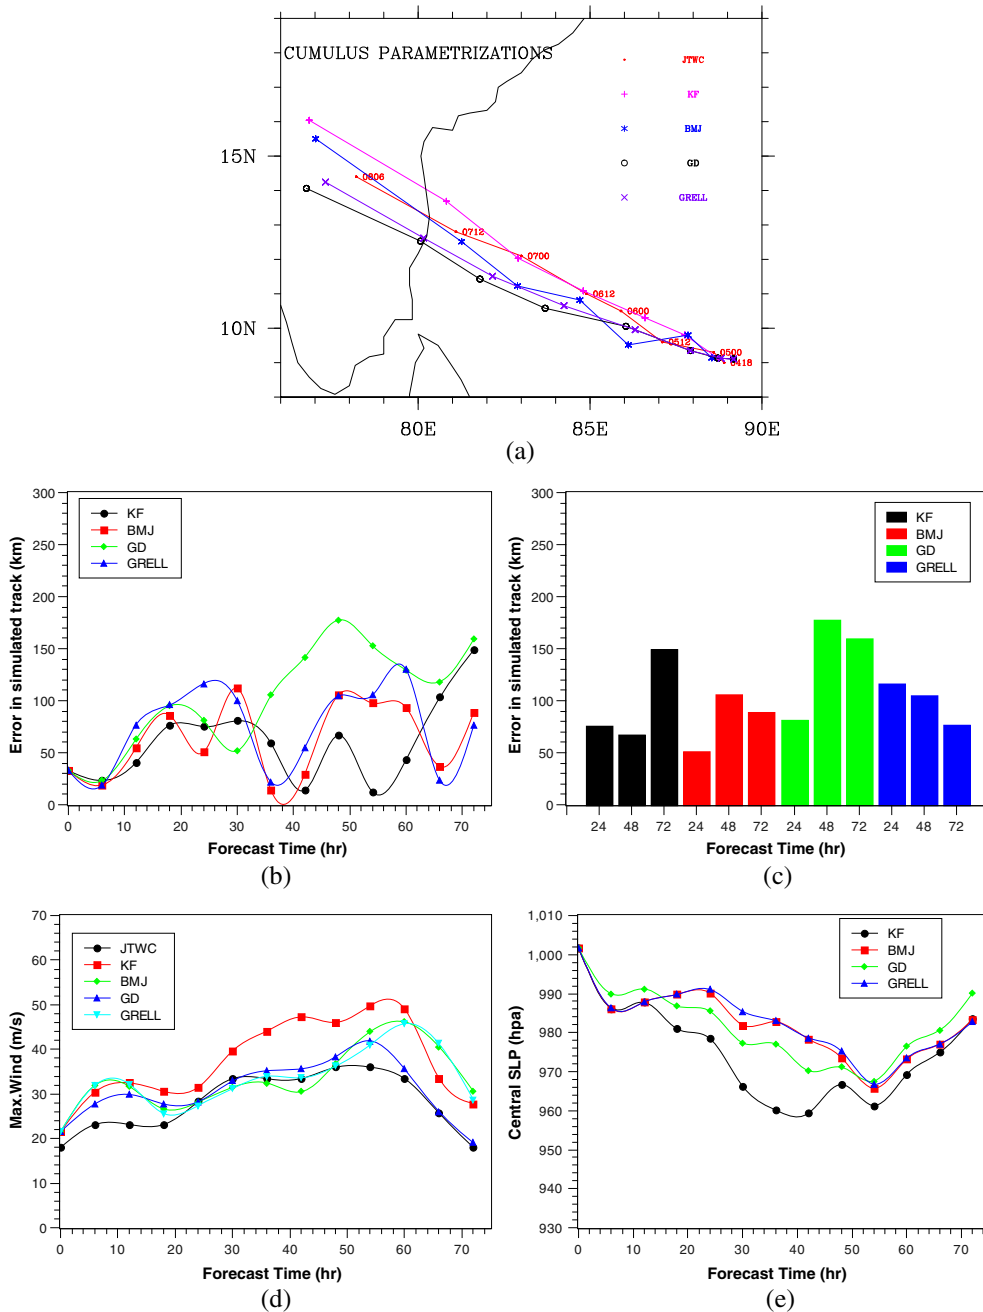 CUMULUS PARAMETRIZATIONS
JTWC
KF
BMJ
GD
GRELL
15N
10N
0806
0712
0700
0612
0600
0512
0500
0418
80E 85E 90E
(a)
Error in simulated track (km)
300
250
200
150
100
50
0
KF
BMJ
GD
GRELL
0 10 20 30 40 50 60 70
Forecast Time (hr)
(b)
Error in simulated track (km)
300
250
200
150
100
50
0
KF
BMJ
GD
GRELL
24 48 72 24 48 72 24 48 72 24 48 72
Forecast Time (hr)
(c)
Max.Wind (m/s)
70
60
50
40
30
20
10
0
JTWC
KF
BMJ
GD
GRELL
0 10 20 30 40 50 60 70
Forecast Time (hr)
(d)
Central SLP (hpa)
1,010
1,000
990
980
970
960
950
940
930
KF
BMJ
GD
GRELL
0 10 20 30 40 50 60 70
Forecast Time (hr)
(e)